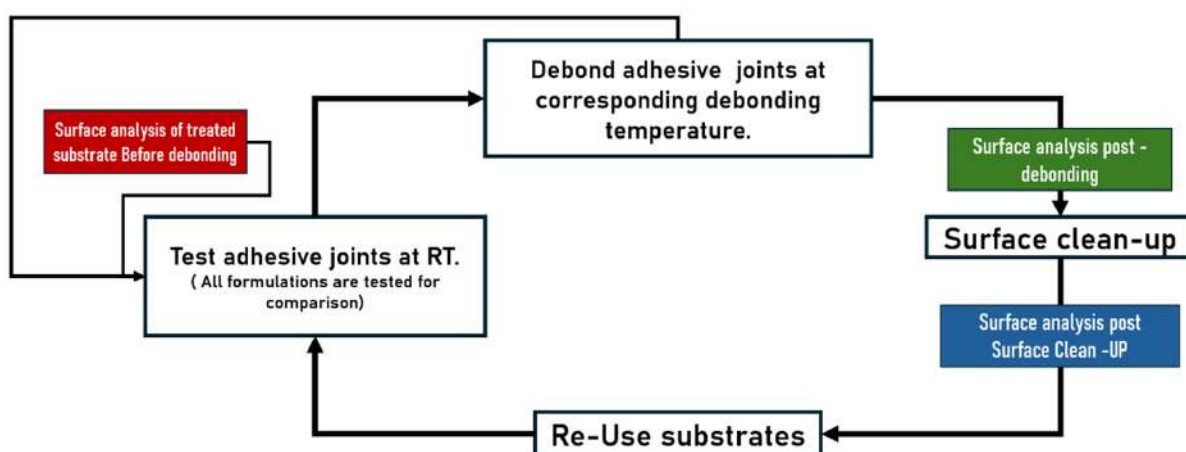 Debond adhesive joints at
corresponding debonding
temperature.
Surface analysis of treated
substrate Before debonding
Surface analysis post -
debonding
Test adhesive joints at RT.
( All formulations are tested for
comparison)
Surface clean-up
Surface analysis post
Surface Clean -UP
Re-Use substrates